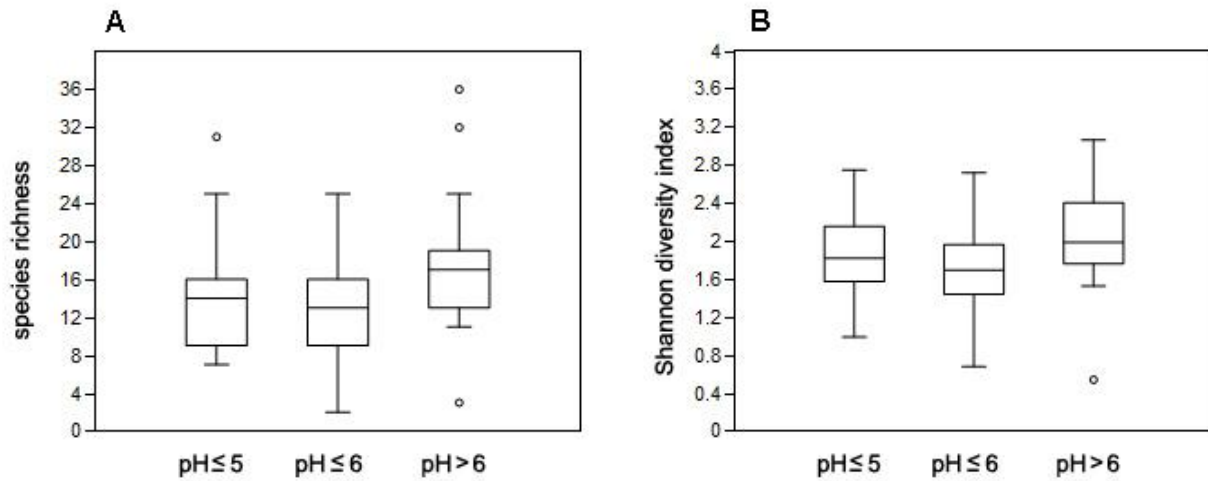 A
species richness
36
32
28
24
20
16
12
8
4
0
pH ≤ 5
pH ≤ 6
pH > 6
B
Shannon diversity index
4
3.6
3.2
2.8
2.4
2
1.6
1.2
0.8
0.4
0
pH ≤ 5
pH ≤ 6
pH > 6